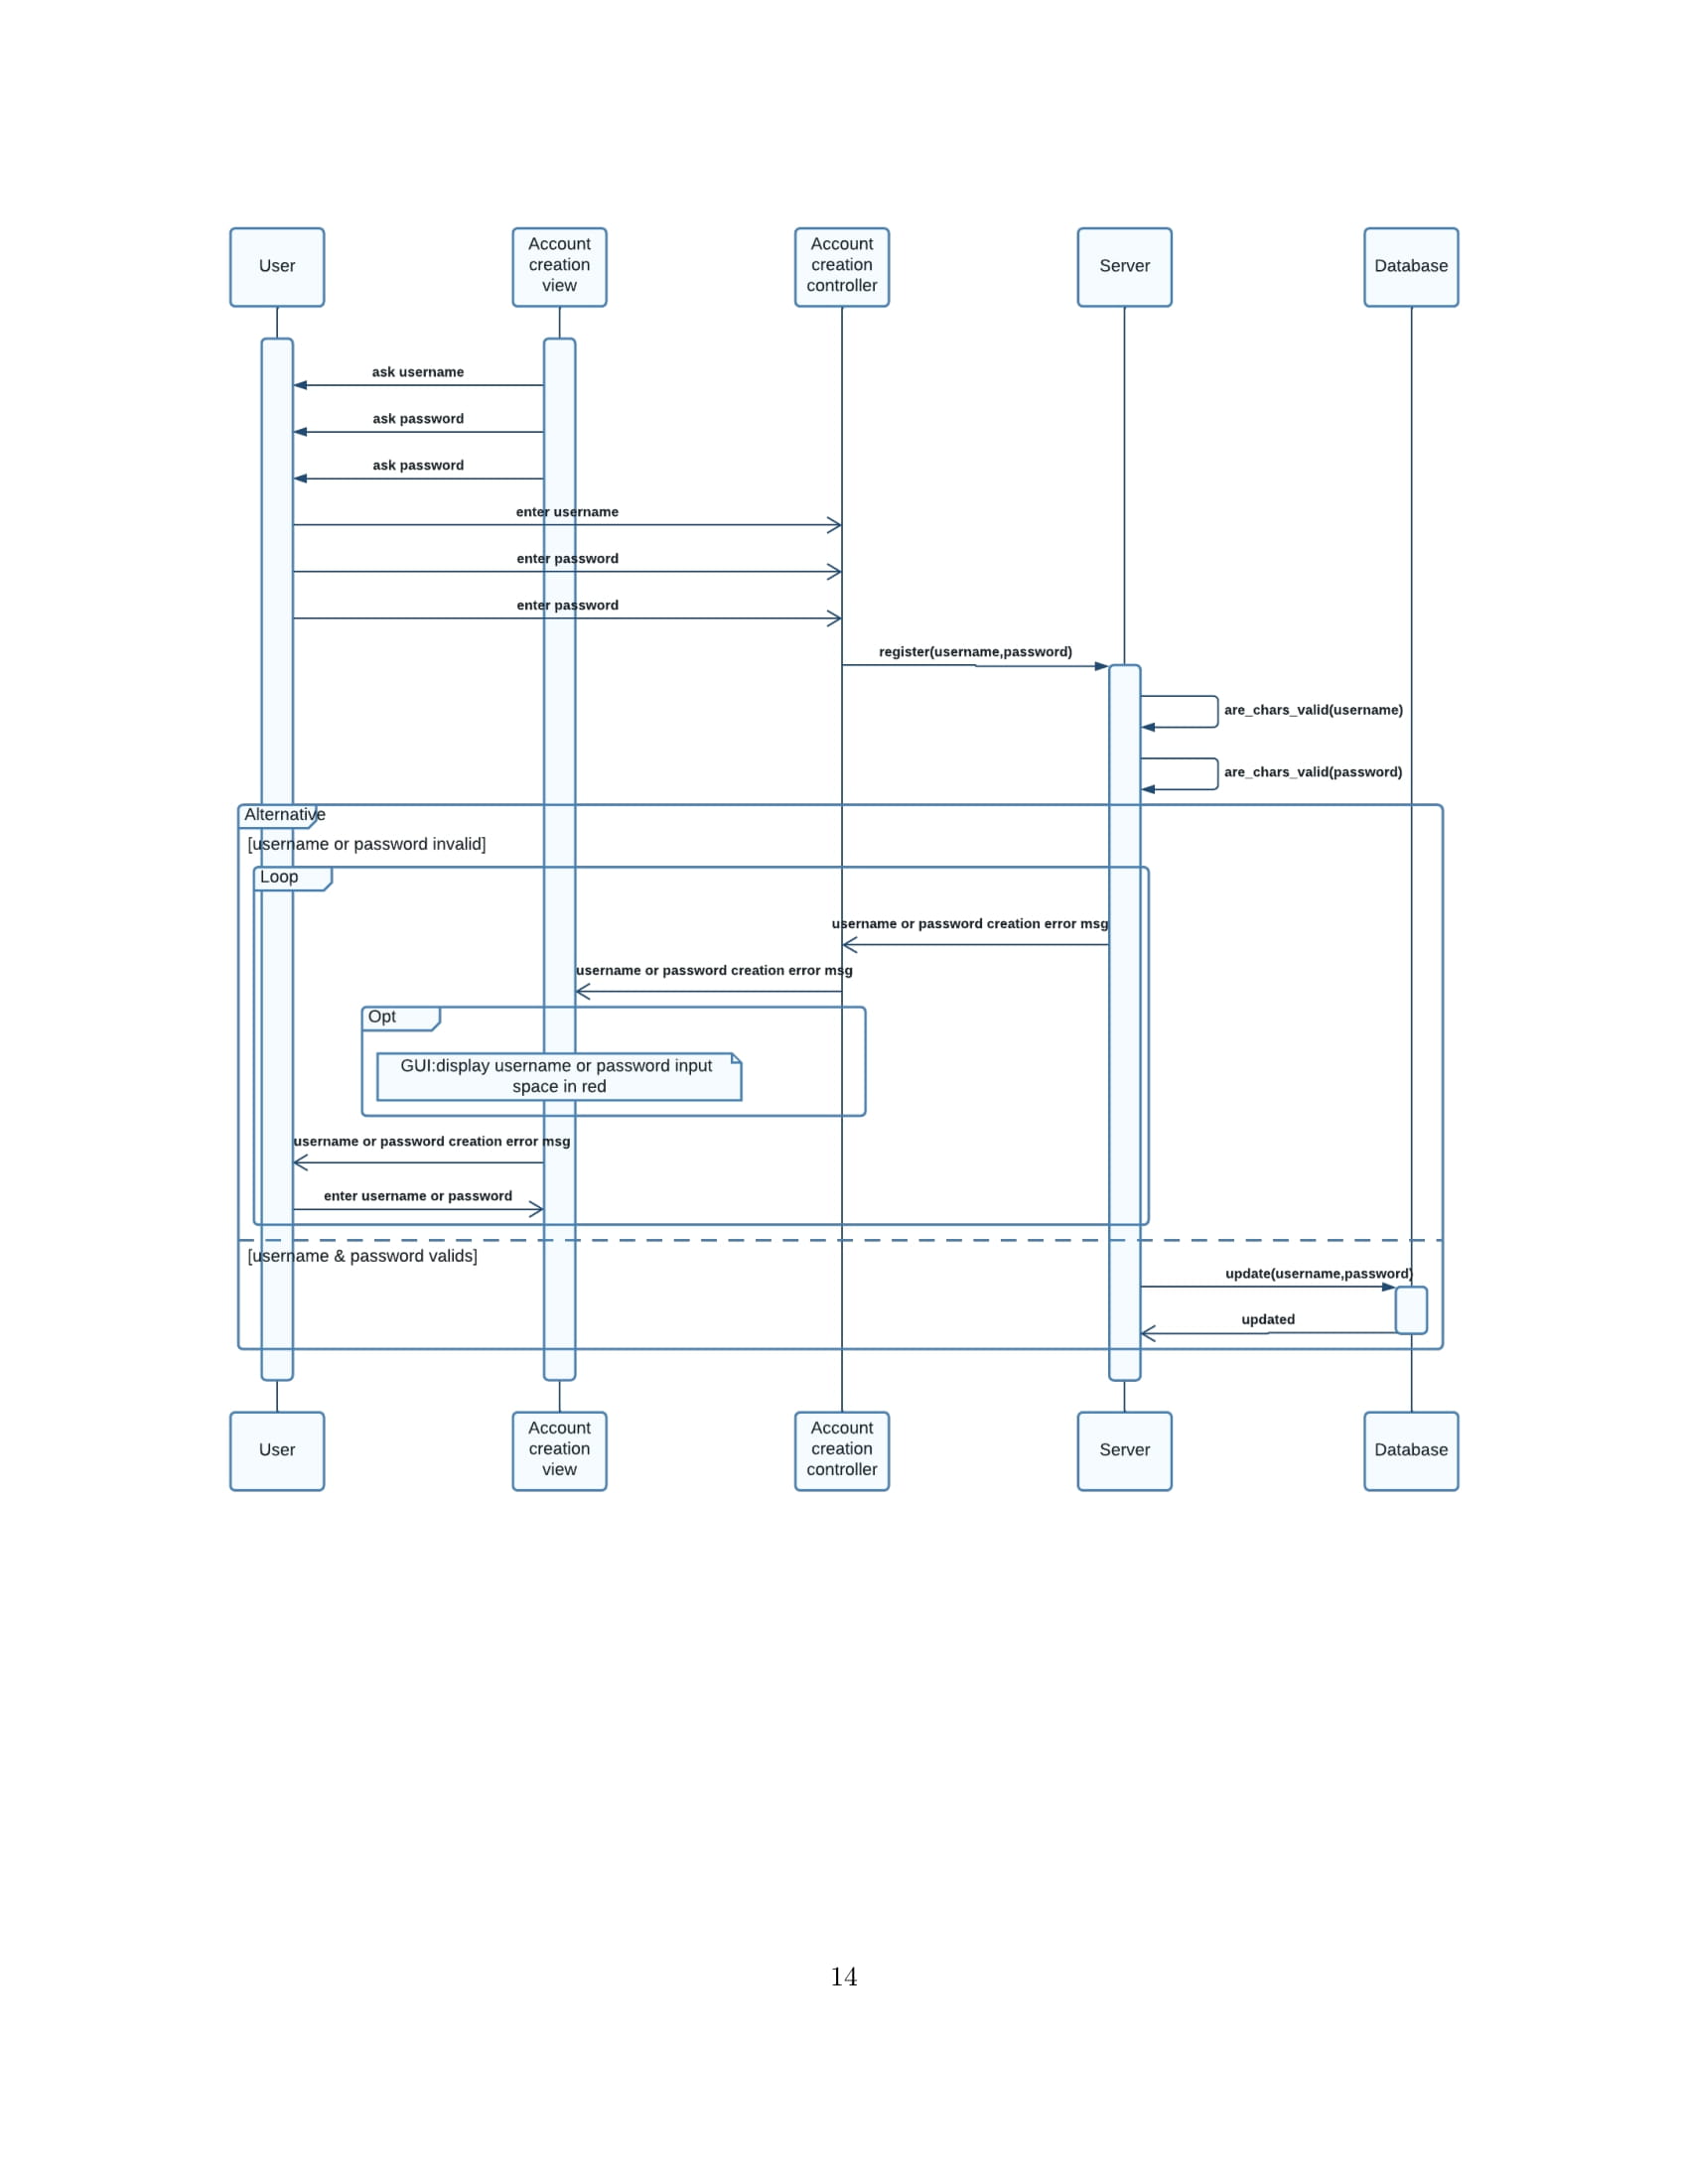 User
Account
creation
view
Account
creation
controller
Server
Database
ask username
ask password
ask password
enter username
enter password
enter password
register(username,password)
are_chars_valid(username)
are_chars_valid(password)
Alternative
[username or password invalid]
Loop
username or password creation error msg
username or password creation error msg
Opt
GUI:display username or password input
space in red
username or password creation error msg
enter username or password
[username & password valids]
update(username,password)
updated
User
Account
creation
view
Account
creation
controller
Server
Database
14